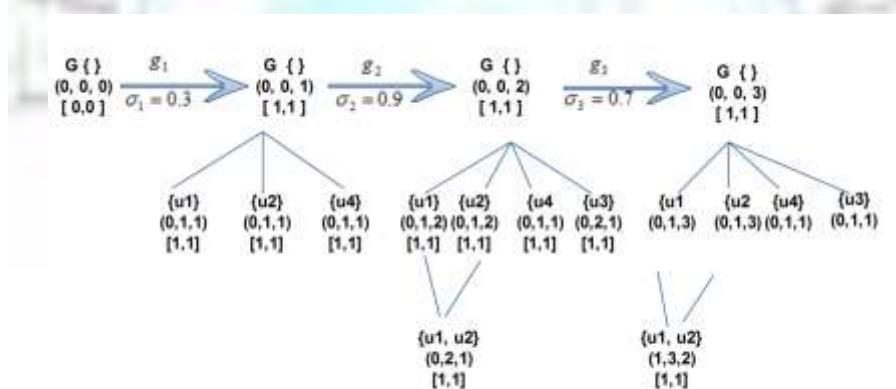 G { } g₁ G { } g₂ G { } g₃ G { }
(0, 0, 0) (0, 0, 1) (0, 0, 2) (0, 0, 3)
[ 0,0 ] σ₁ = 0.3 [ 1,1 ] σ₂ = 0.9 [ 1,1 ] σ₃ = 0.7 [ 1,1 ]
{u1} {u2} {u4} {u1} {u2} {u4 {u3} {u1 {u2 {u4} {u3}
(0,1,1) (0,1,1) (0,1,1) (0,1,2) (0,1,2) (0,1,1) (0,2,1) (0,1,3) (0,1,3) (0,1,1) (0,1,1)
[1,1] [1,1] [1,1] [1,1] [1,1] [1,1] [1,1]
{u1, u2} {u1, u2}
(0,2,1) (1,3,2)
[1,1] [1,1]